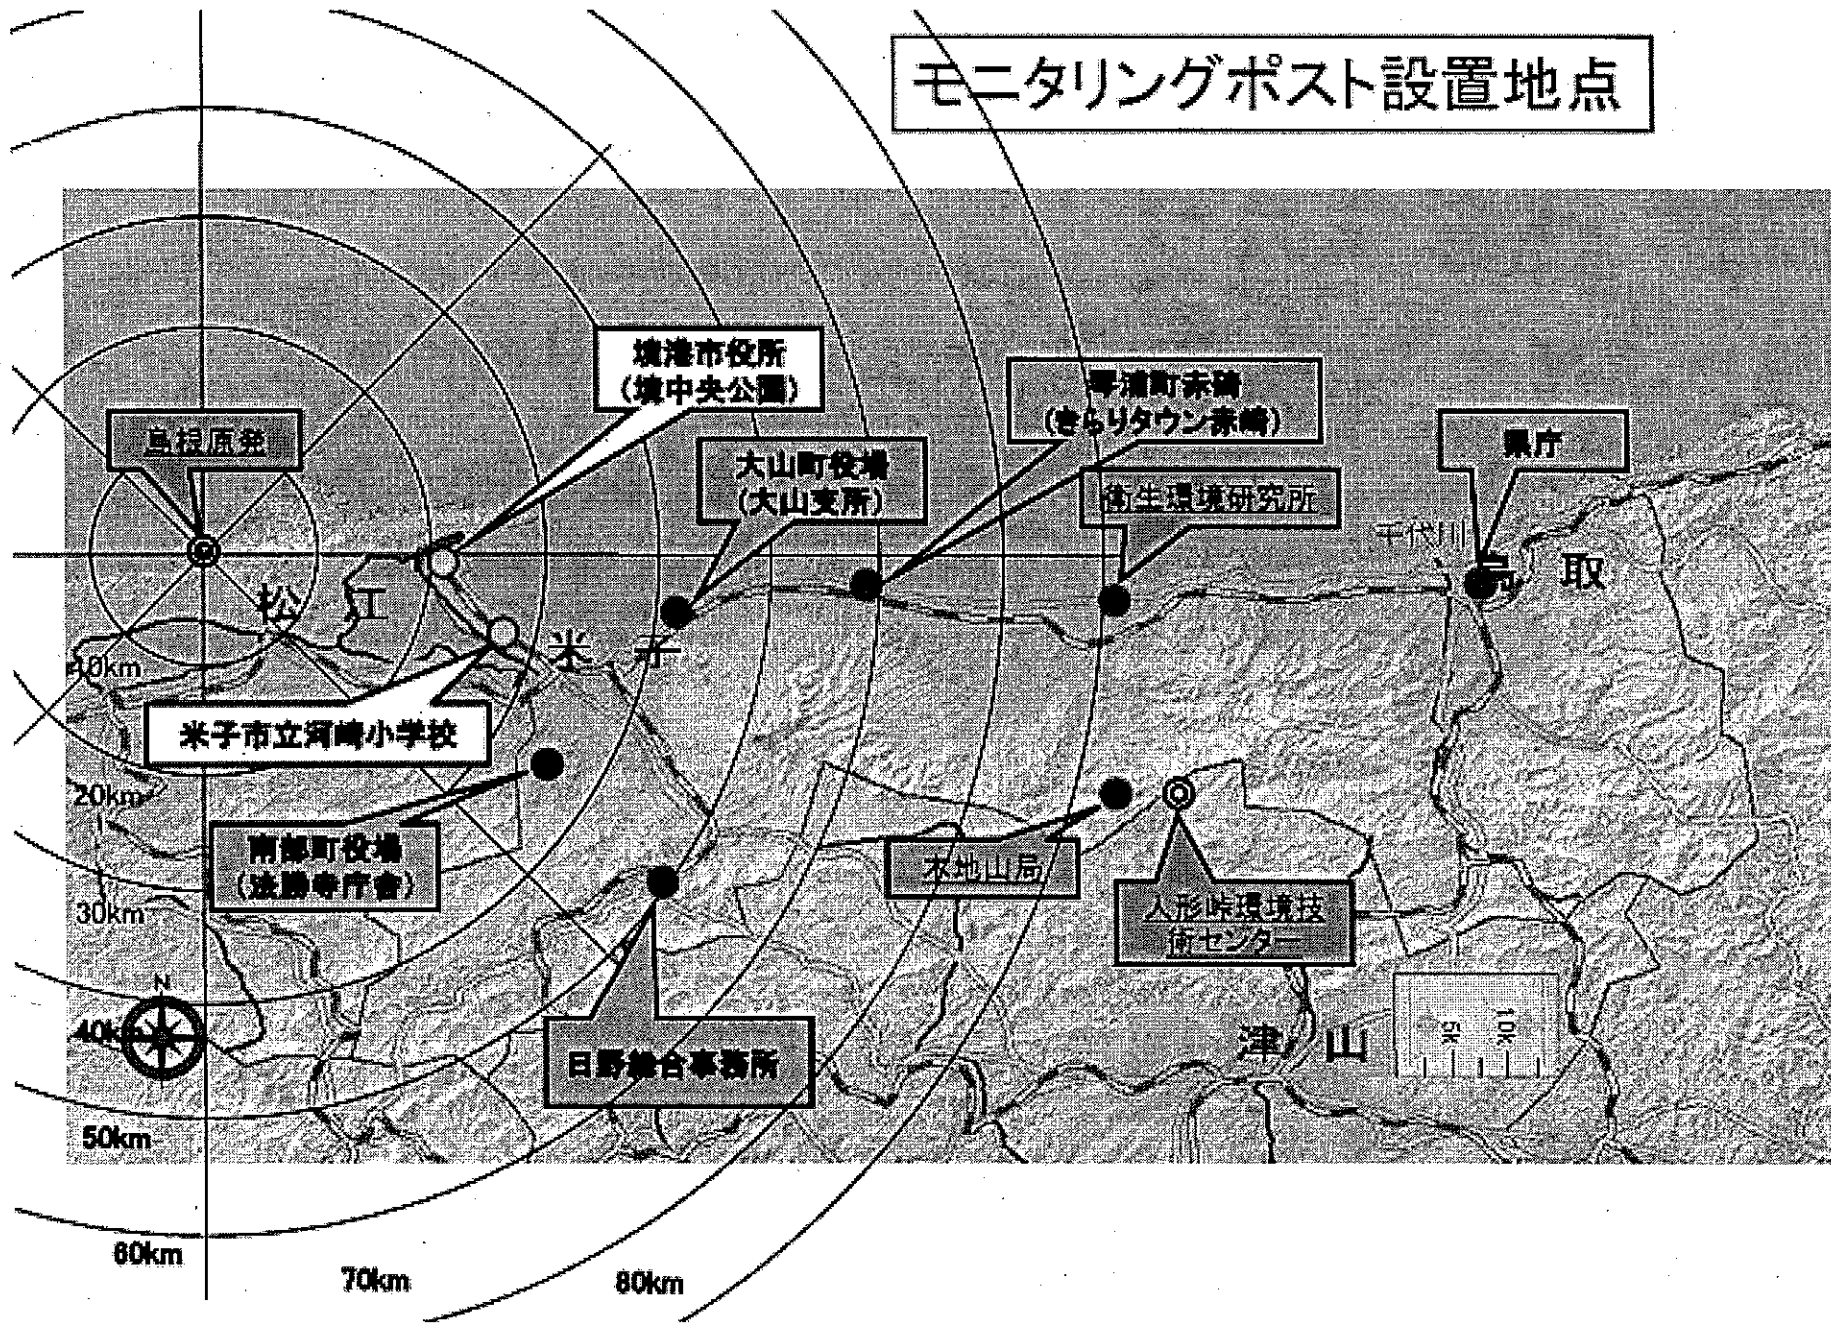 モニタリングポスト設置地点
境港市役所
(境中央公園)
琴浦町赤碕
(きらりタウン赤崎)
島根原発
県庁
大山町役場
(大山支所)
衛生環境研究所
千代川
鳥 取
松 江
米 子
10km
米子市立河崎小学校
20km
南部町役場
(法勝寺庁舎)
木地山局
人形峠環境技
術センター
30km
N
40km
日野総合事務所
津 山
5K
10K
50km
60km
70km
80km